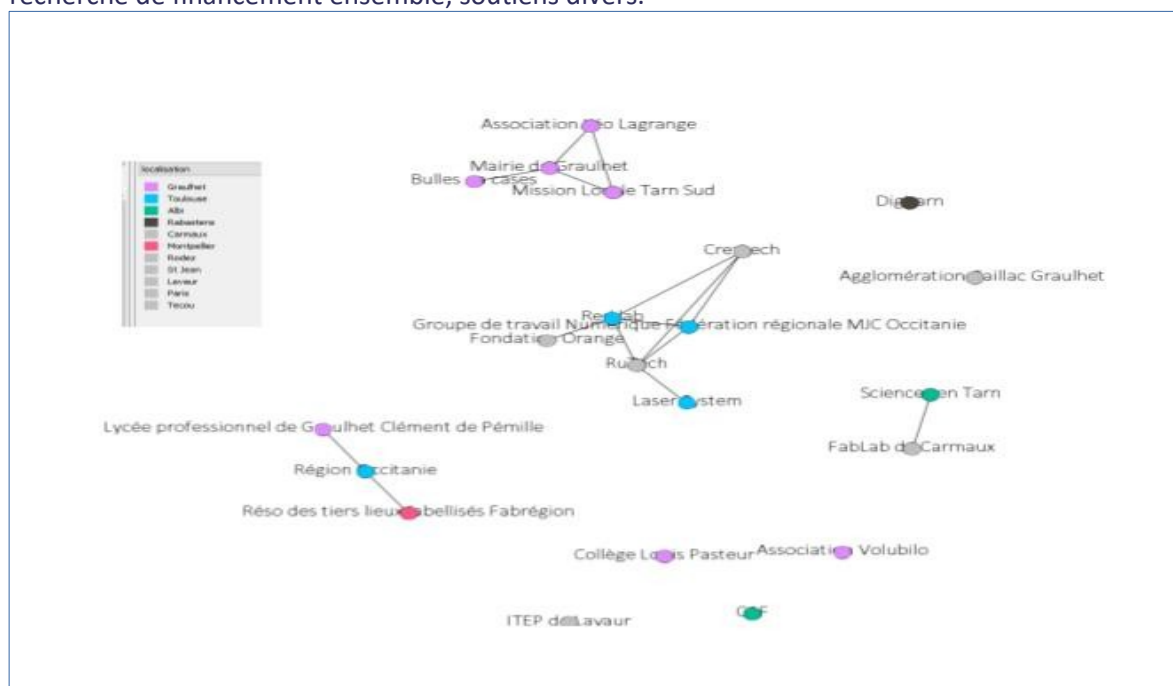 recherche de financement ensemble, soutiens divers.
localisation
Graulhet
Toulouse
Albi
Rabastens
Carmaux
Montpellier
Rodez
St Jean
Lavaur
Paris
Tecou
Association Léo Lagrange
Mairie de Graulhet
Bulles cases
Mission Locale Tarn Sud
Agglomération Gaillac Graulhet
Groupe de travail Numérique Fédération régionale MJC Occitanie
Fondation Orange
Laser System
Science en Tarn
FabLab de Carmaux
Lycée professionnel de Graulhet Clément de Pémille
Région Occitanie
Réso des tiers lieux labellisés Fabrégion
Collège Louis Pasteur
Association Volubilo
ITEP de Lavaur